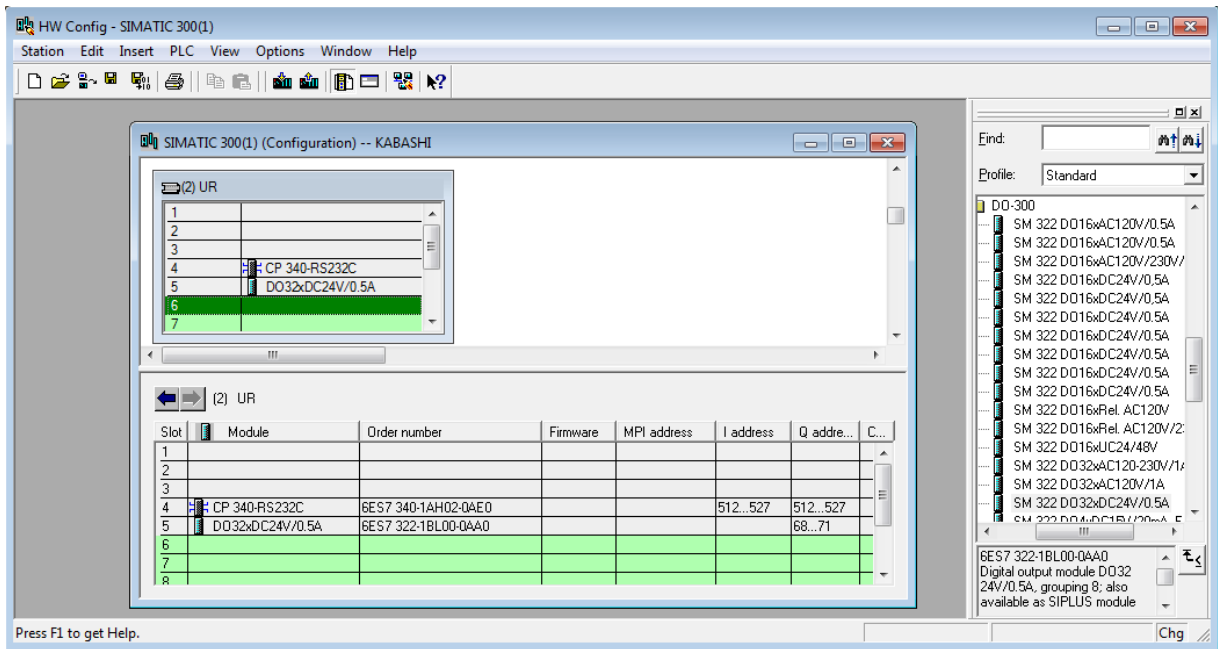 HW Config - SIMATIC 300(1)
Station Edit Insert PLC View Options Window Help
SIMATIC 300(1) (Configuration) -- KABASHI
(2) UR
1
2
3
4 CP 340-RS232C
5 DO32xDC24V/0.5A
6
7
(2) UR
Slot Module Order number Firmware MPI address I address Q addre... C...
1
2
3
4 CP 340-RS232C 6ES7 340-1AH02-0AE0 512...527 512...527
5 DO32xDC24V/0.5A 6ES7 322-1BL00-0AA0 68...71
6
7
8
Find:
Profile: Standard
DO-300
SM 322 DO16xAC120V/0.5A
SM 322 DO16xAC120V/0.5A
SM 322 DO16xAC120V/230V/
SM 322 DO16xDC24V/0,5A
SM 322 DO16xDC24V/0,5A
SM 322 DO16xDC24V/0.5A
SM 322 DO16xDC24V/0.5A
SM 322 DO16xDC24V/0.5A
SM 322 DO16xDC24V/0.5A
SM 322 DO16xDC24V/0.5A
SM 322 DO16xRel. AC120V
SM 322 DO16xRel. AC120V/2
SM 322 DO16xUC24/48V
SM 322 DO32xAC120-230V/1A
SM 322 DO32xAC120V/1A
SM 322 DO32xDC24V/0.5A
6ES7 322-1BL00-0AA0
Digital output module DO32
24V/0.5A, grouping 8; also
available as SIPLUS module
Press F1 to get Help.
Chg